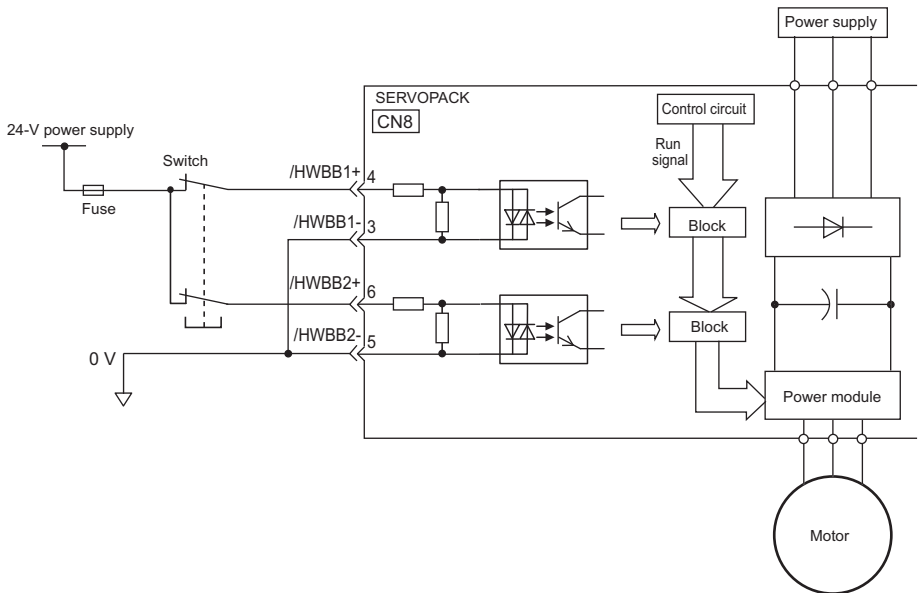 Power supply
SERVOPACK
CN8
Control circuit
24-V power supply
Run
signal
Switch
/HWBB1+
4
Fuse
/HWBB1-
3
Block
/HWBB2+
6
/HWBB2-
5
Block
0 V
Power module
Motor